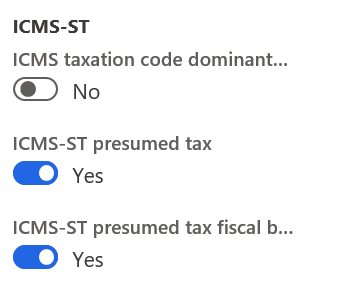 ICMS-ST
ICMS taxation code dominant...
No
ICMS-ST presumed tax
Yes
ICMS-ST presumed tax fiscal b...
Yes